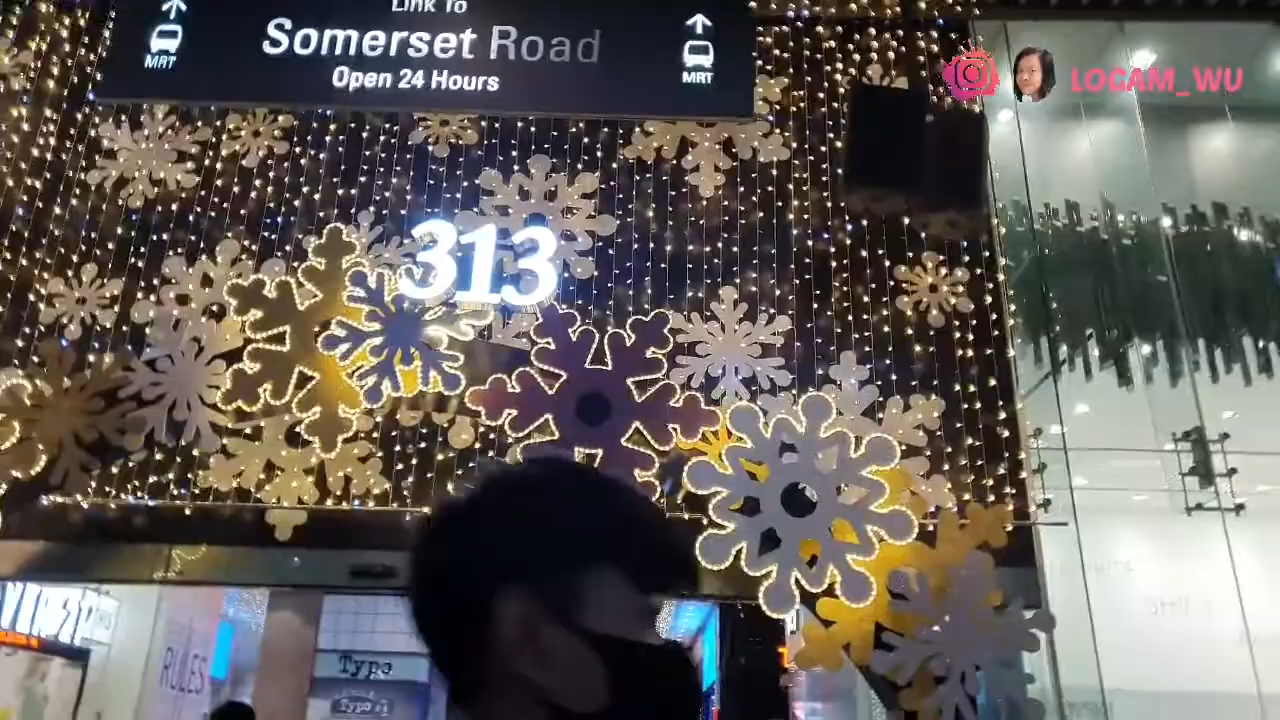 Link To
Somerset Road
Open 24 Hours
MRT
MRT
LOCAM_WU
313
RULES
Typo
Typo